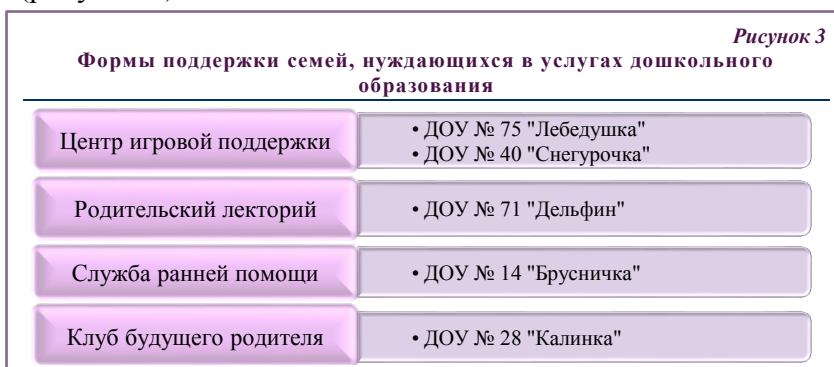 Рисунок 3
Формы поддержки семей, нуждающихся в услугах дошкольного
образования
Центр игровой поддержки
• ДОУ № 75 "Лебедушка"
• ДОУ № 40 "Снегурочка"
Родительский лекторий
• ДОУ № 71 "Дельфин"
Служба ранней помощи
• ДОУ № 14 "Брусничка"
Клуб будущего родителя
• ДОУ № 28 "Калинка"